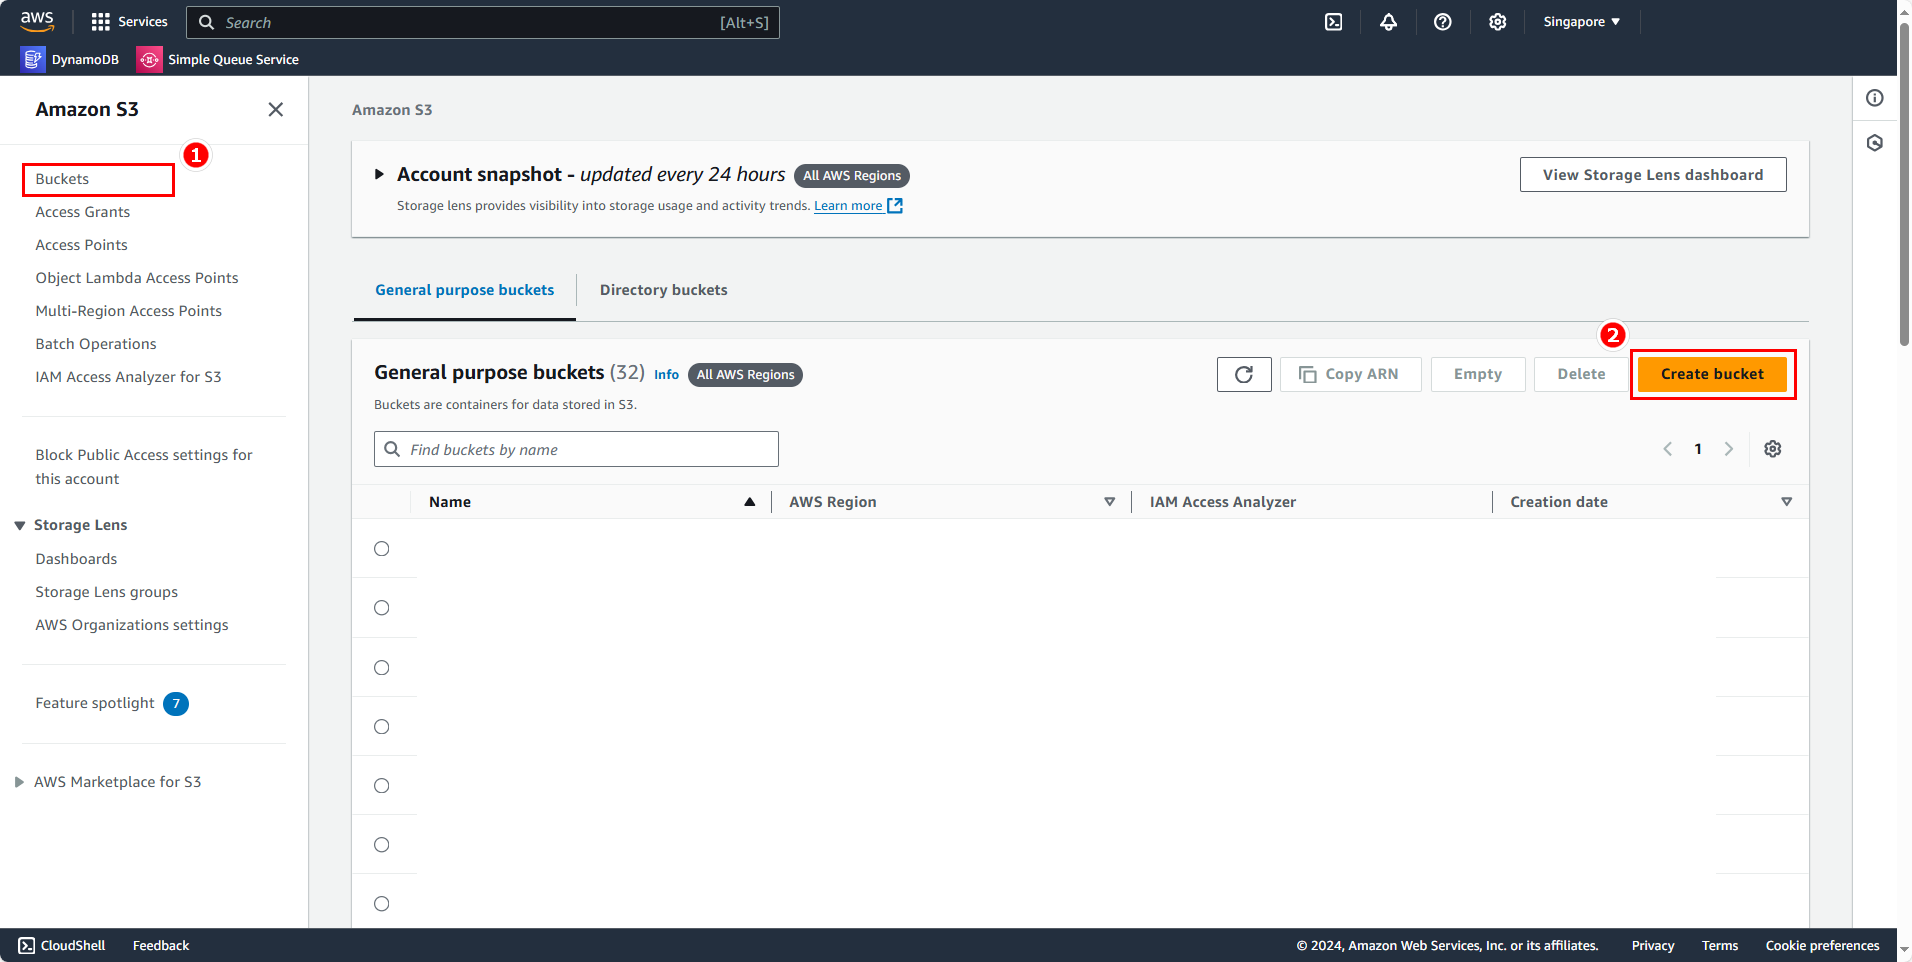 aws
Services
Search
[Alt+S]
Singapore ▼
DynamoDB
Simple Queue Service
Amazon S3
1
Buckets
Access Grants
Access Points
Object Lambda Access Points
Multi-Region Access Points
Batch Operations
IAM Access Analyzer for S3
Block Public Access settings for
this account
Storage Lens
Dashboards
Storage Lens groups
AWS Organizations settings
Feature spotlight 7
AWS Marketplace for S3
Amazon S3
Account snapshot - updated every 24 hours All AWS Regions
Storage lens provides visibility into storage usage and activity trends. Learn more
View Storage Lens dashboard
General purpose buckets
Directory buckets
2
General purpose buckets (32) Info All AWS Regions
Buckets are containers for data stored in S3.
Copy ARN
Empty
Delete
Create bucket
Find buckets by name
1
Name
AWS Region
IAM Access Analyzer
Creation date
CloudShell
Feedback
© 2024, Amazon Web Services, Inc. or its affiliates.
Privacy
Terms
Cookie preferences